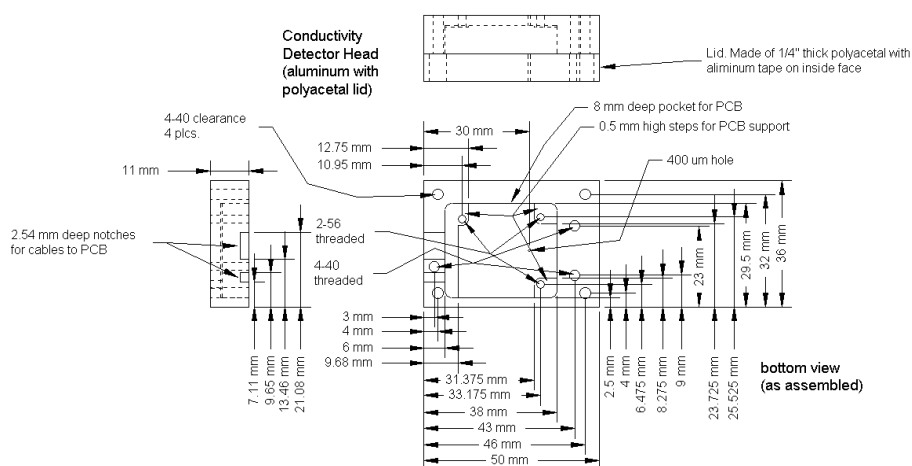 Conductivity
Detector Head
(aluminum with
polyacetal lid)
Lid. Made of 1/4" thick polyacetal with
aliminum tape on inside face
8 mm deep pocket for PCB
4-40 clearance
4 plcs.
30 mm
0.5 mm high steps for PCB support
12.75 mm
10.95 mm
400 um hole
11 mm
2-56
threaded
2.54 mm deep notches
for cables to PCB
4-40
threaded
23 mm
29.5 mm
32 mm
36 mm
3 mm
4 mm
6 mm
9.68 mm
7.11 mm
9.65 mm
13.46 mm
21.08 mm
31.375 mm
33.175 mm
38 mm
43 mm
46 mm
50 mm
2.5 mm
4 mm
6.475 mm
8.275 mm
9 mm
23.725 mm
25.525 mm
bottom view
(as assembled)